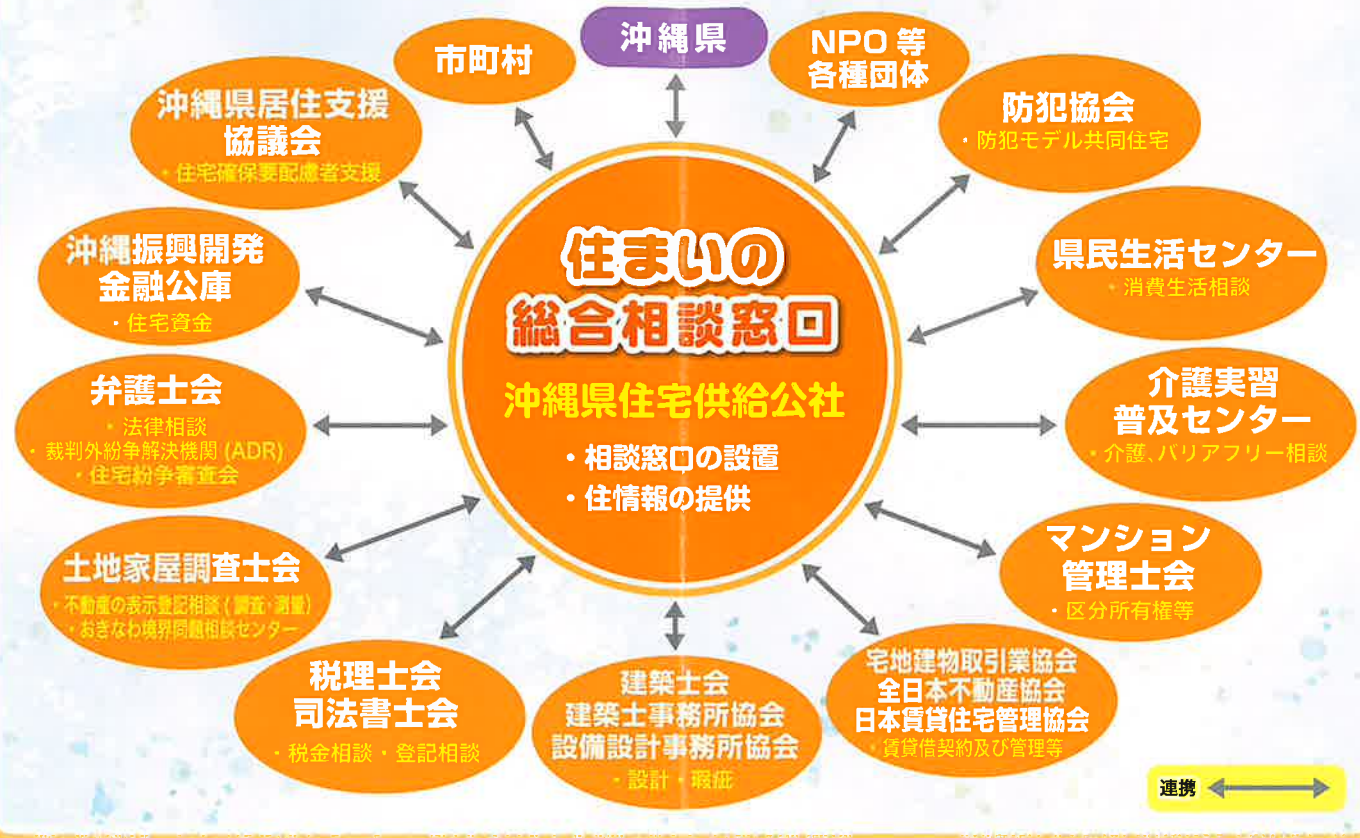 沖縄県
市町村
NPO 等
各種団体
沖縄県居住支援
協議会
・住宅確保要配慮者支援
防犯協会
・防犯モデル共同住宅
沖縄振興開発
金融公庫
・住宅資金
県民生活センター
・消費生活相談
住まいの
総合相談窓口
沖縄県住宅供給公社
・相談窓口の設置
・住情報の提供
弁護士会
・法律相談
・裁判外紛争解決機関 (ADR)
・住宅紛争審査会
介護実習
普及センター
・介護、バリアフリー相談
土地家屋調査士会
・不動産の表示登記相談 (調査・測量)
・おきなわ境界問題相談センター
マンション
管理士会
・区分所有権等
税理士会
司法書士会
・税金相談・登記相談
建築士会
建築士事務所協会
設備設計事務所協会
・設計・瑕疵
宅地建物取引業協会
全日本不動産協会
日本賃貸住宅管理協会
・賃貸借契約及び管理等
連携